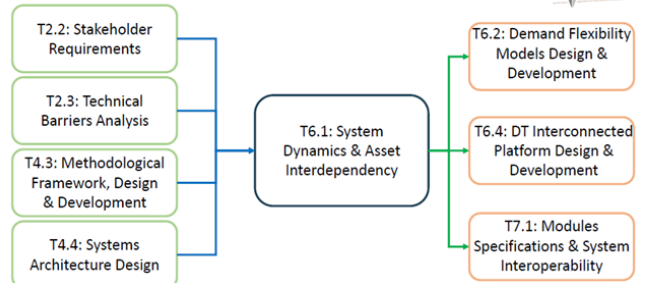 T2.2: Stakeholder
Requirements
T2.3: Technical
Barriers Analysis
T4.3: Methodological
Framework, Design
& Development
T4.4: Systems
Architecture Design
T6.1: System
Dynamics & Asset
Interdependency
T6.2: Demand Flexibility
Models Design &
Development
T6.4: DT Interconnected
Platform Design &
Development
T7.1: Modules
Specifications & System
Interoperability